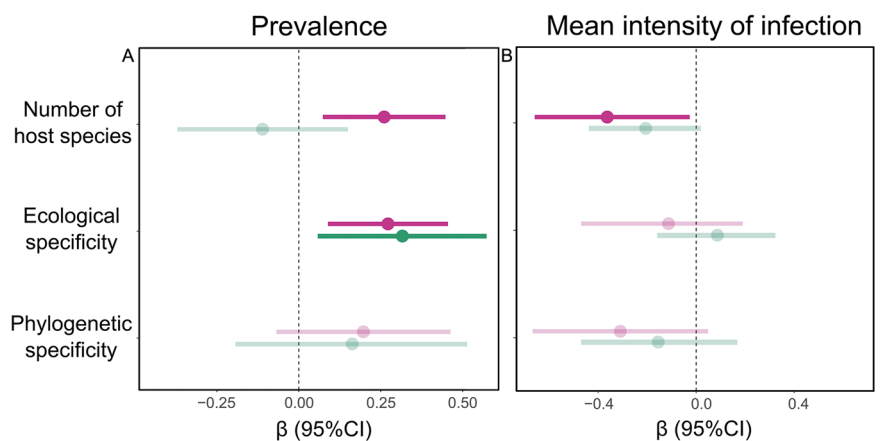 Prevalence
Mean intensity of infection
A
B
Number of
host species
Ecological
specificity
Phylogenetic
specificity
−0.25
0.00
0.25
0.50
−0.4
0.0
0.4
β (95%CI)
β (95%CI)